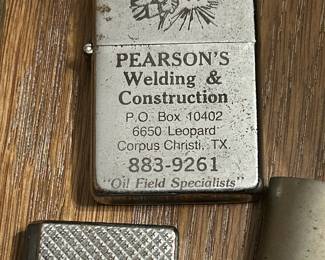 PEARSON'S
Welding &
Construction
P.O. Box 10402
6650 Leopard
Corpus Christi, TX.
883-9261
"Oil Field Specialists"